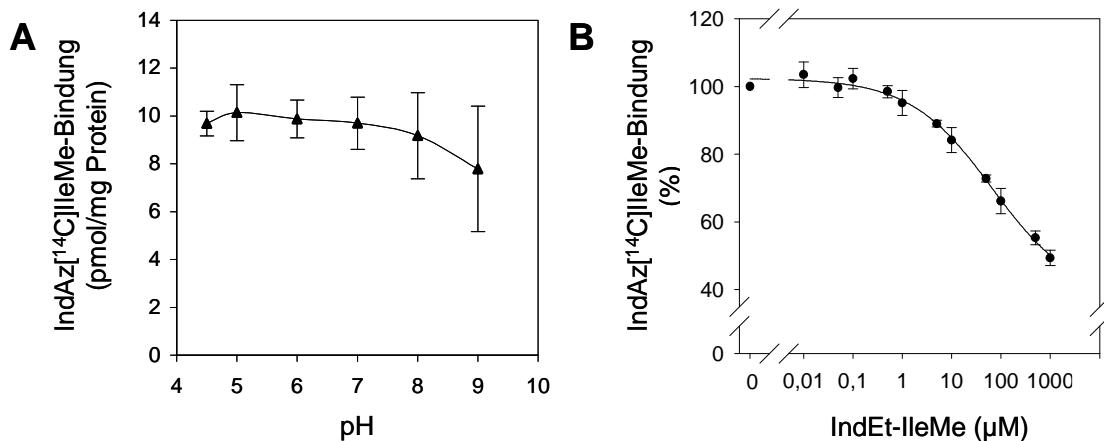 A
IndAz[¹⁴C]IleMe-Bindung
(pmol/mg Protein)
14
12
10
8
6
4
2
0
4 5 6 7 8 9 10
pH
B
IndAz[¹⁴C]IleMe-Bindung
(%)
120
100
80
60
40
0
0 0,01 0,1 1 10 100 1000
IndEt-IleMe (µM)